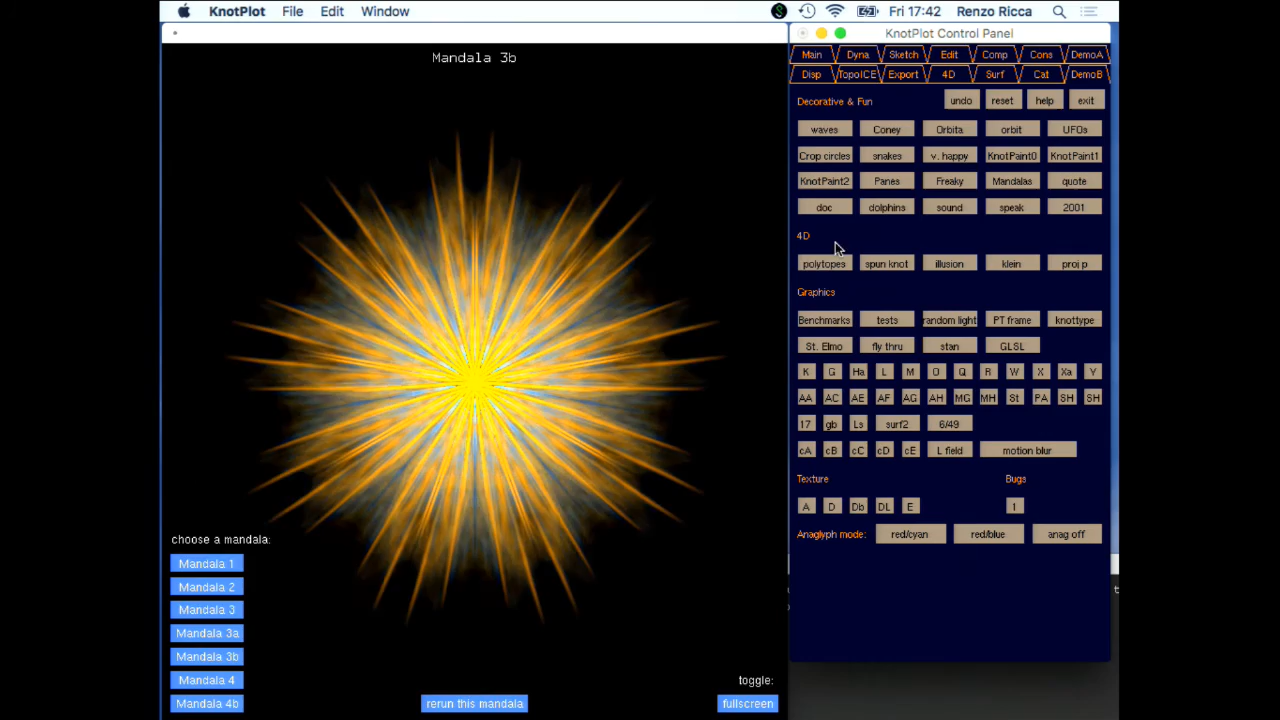 KnotPlot File Edit Window Fri 17:42 Renzo Ricca
KnotPlot Control Panel
Mandala 3b
Main Dyna Sketch Edit Comp Cons DemoA
Disp TopoICE Export 4D Surf Cat DemoB
Decorative & Fun undo reset help exit
waves Coney Orbita orbit UFOs
Crop circles snakes v. happy KnotPaint0 KnotPaint1
KnotPaint2 Panes Freaky Mandalas quote
doc dolphins sound speak 2001
4D
polytopes spun knot illusion klein proj p
Graphics
Benchmarks tests random light PT frame knottype
St. Elmo fly thru stan GLSL
K G Ha L M O Q R W X Xa Y
AA AC AE AF AG AH MG MH St PA SH SH
17 gb Ls surf2 6/49
cA cB cC cD cE L field motion blur
Texture Bugs
A D Db DL E 1
Anaglyph mode: red/cyan red/blue anag off
choose a mandala:
Mandala 1
Mandala 2
Mandala 3
Mandala 3a
Mandala 3b
Mandala 4
Mandala 4b
rerun this mandala
toggle:
fullscreen